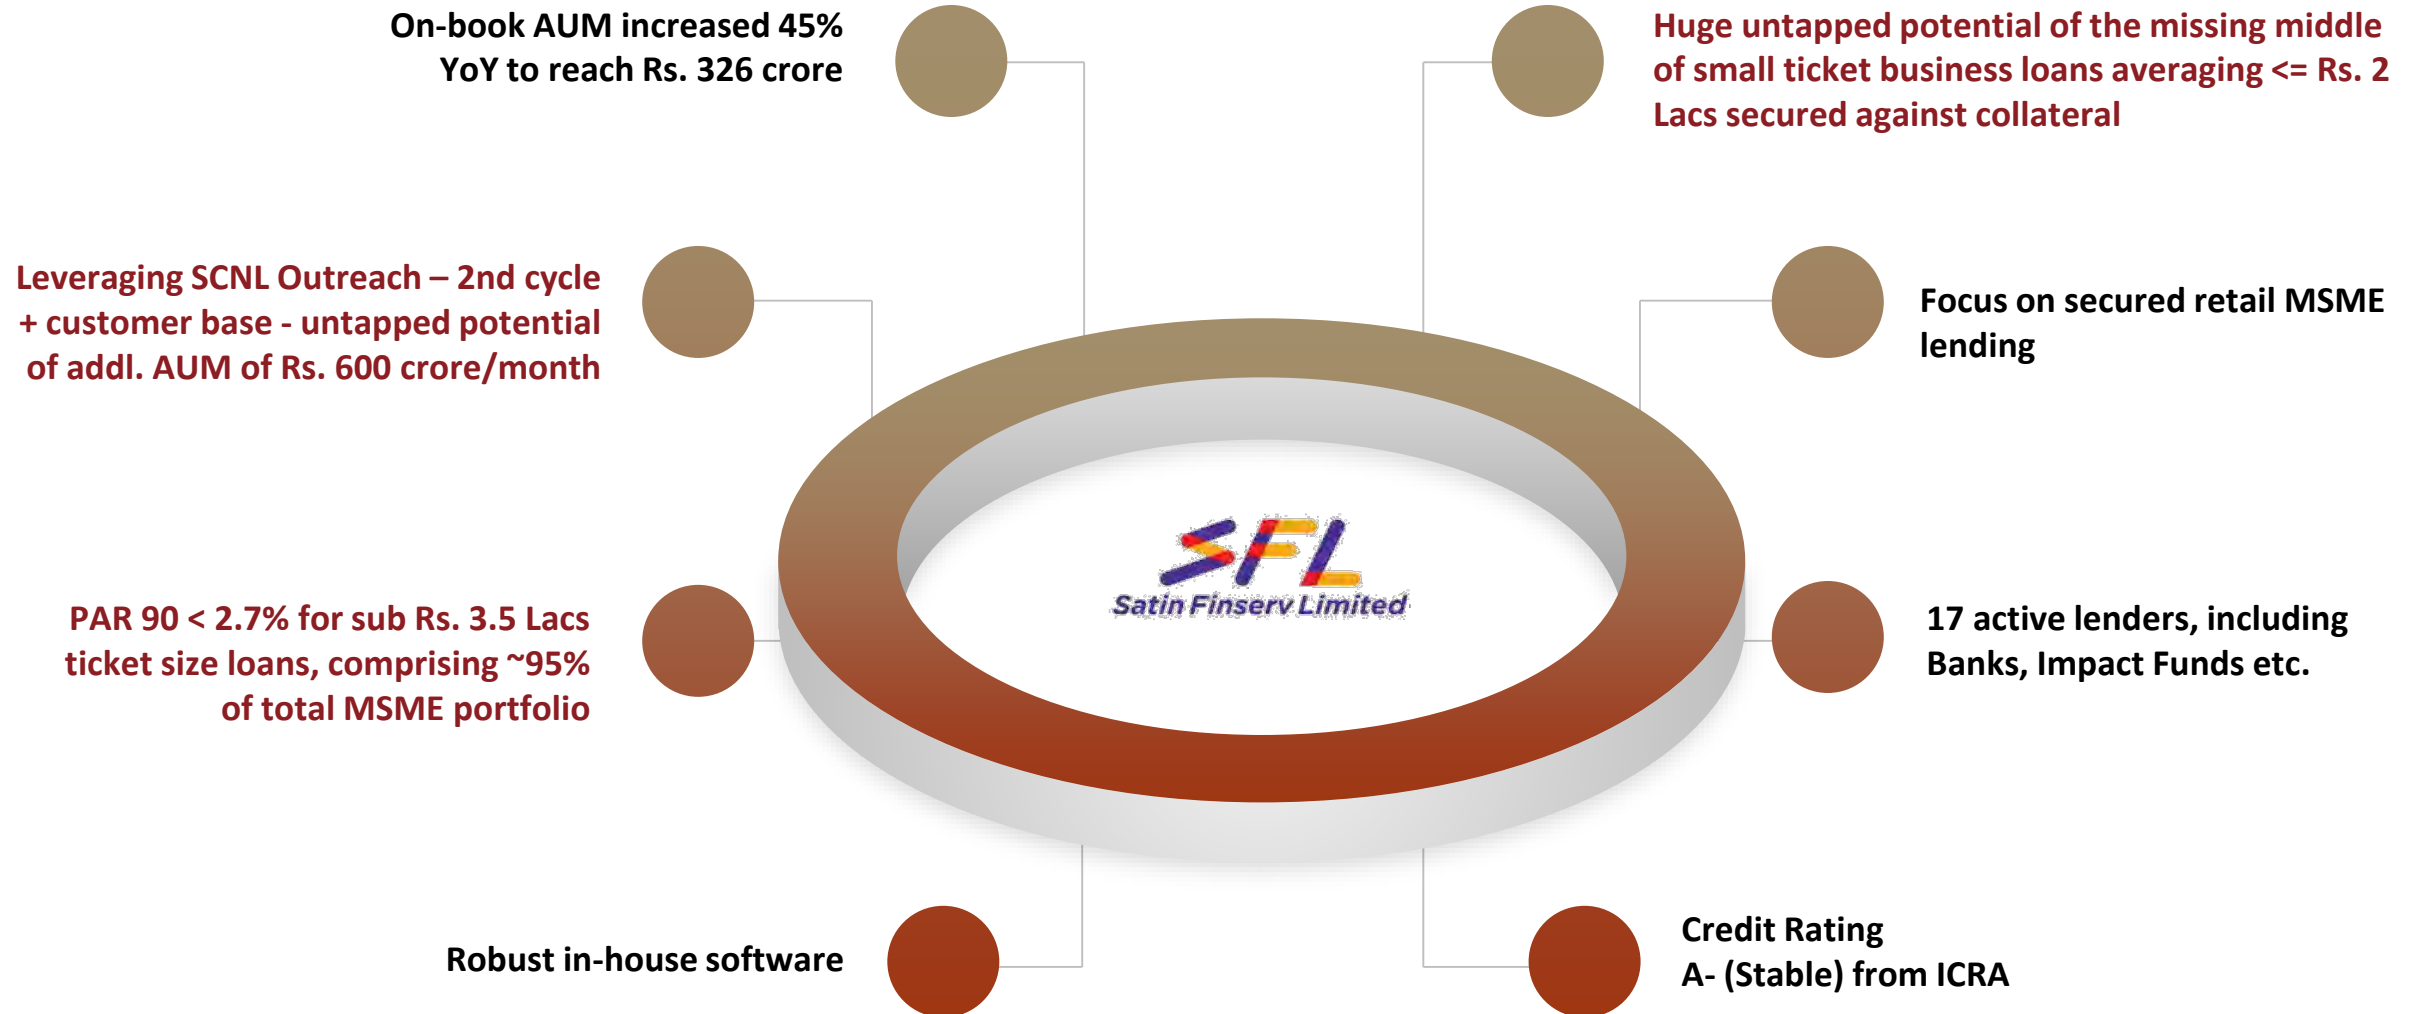 On-book AUM increased 45%
YoY to reach Rs. 326 crore
Huge untapped potential of the missing middle
of small ticket business loans averaging <= Rs. 2
Lacs secured against collateral
Leveraging SCNL Outreach – 2nd cycle
+ customer base - untapped potential
of addl. AUM of Rs. 600 crore/month
Focus on secured retail MSME
lending
SFL
Satin Finserv Limited
PAR 90 < 2.7% for sub Rs. 3.5 Lacs
ticket size loans, comprising ~95%
of total MSME portfolio
17 active lenders, including
Banks, Impact Funds etc.
Robust in-house software
Credit Rating
A- (Stable) from ICRA